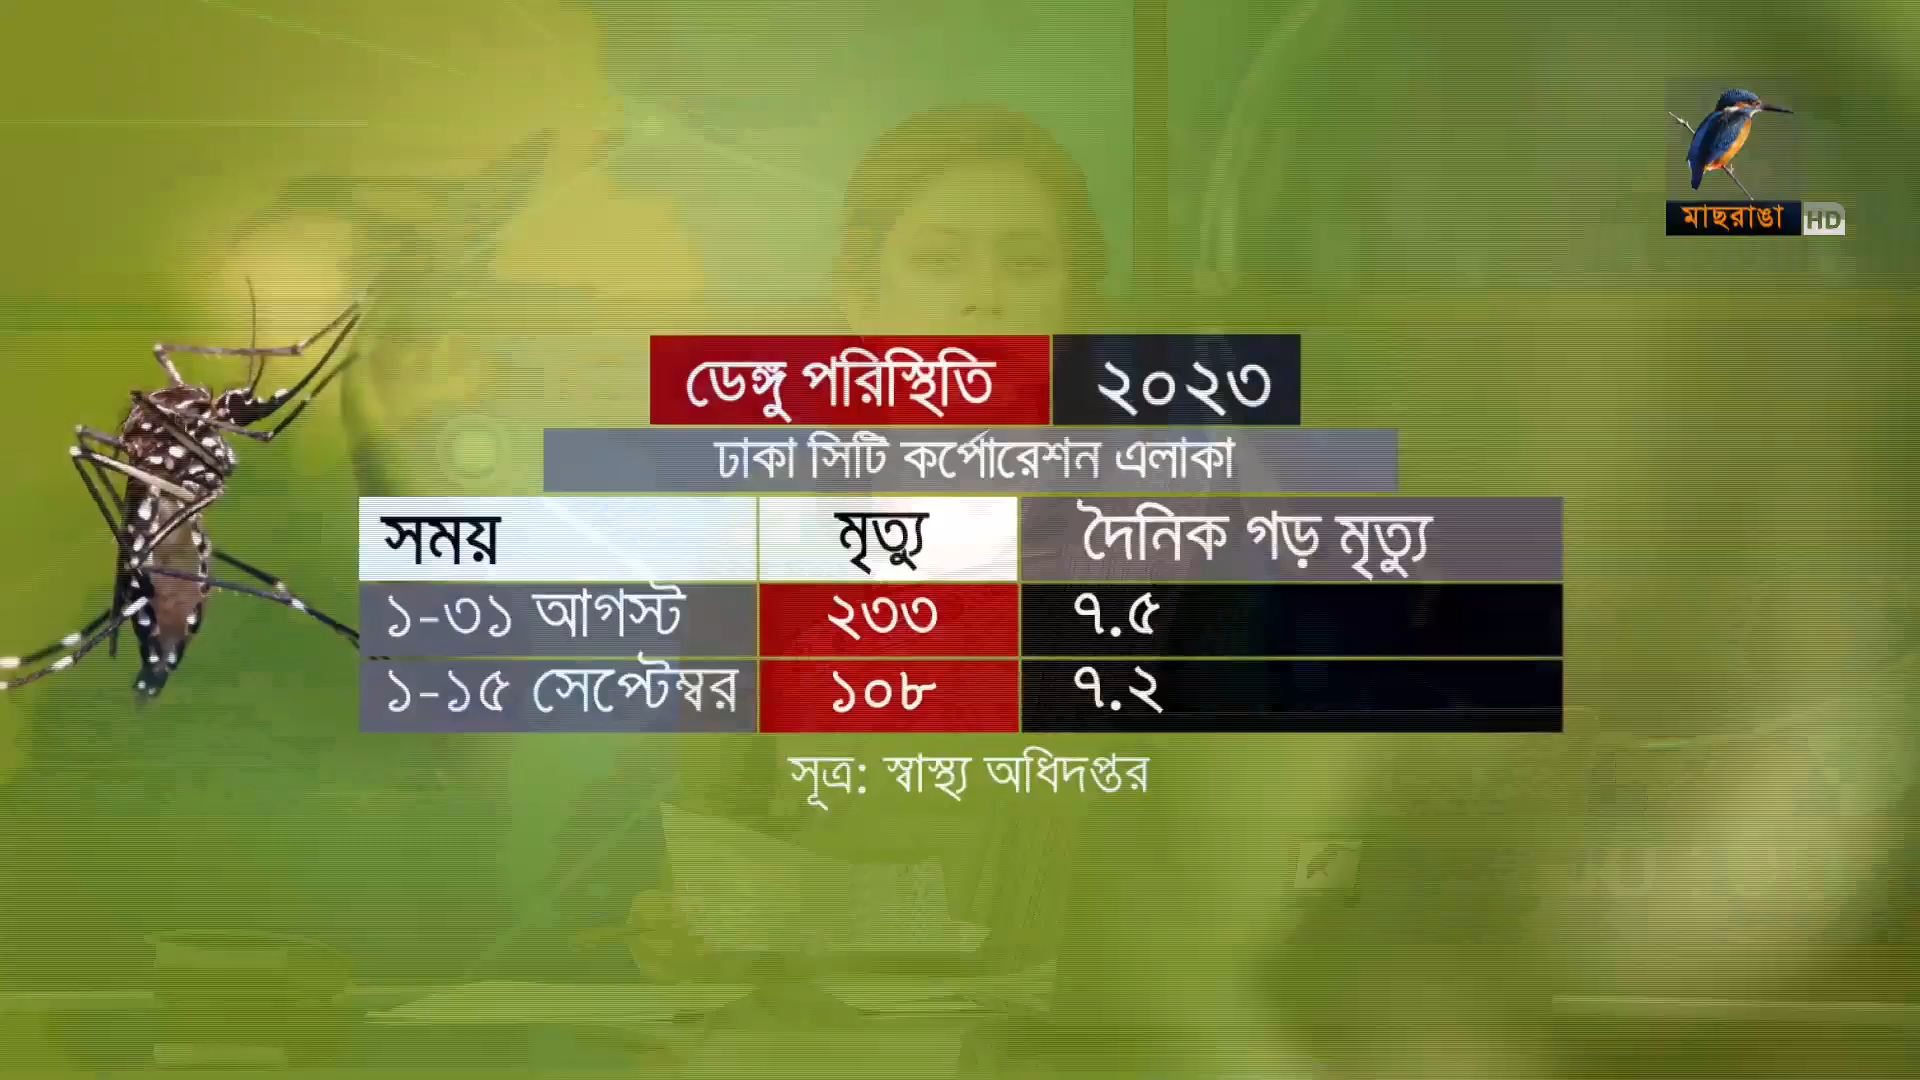 মাছরাঙা HD
ডেঙ্গু পরিস্থিতি ২০২৩
ঢাকা সিটি কর্পোরেশন এলাকা
সময় মৃত্যু দৈনিক গড় মৃত্যু
১-৩১ আগস্ট ২৩৩ ৭.৫
১-১৫ সেপ্টেম্বর ১০৮ ৭.২
সূত্র: স্বাস্থ্য অধিদপ্তর